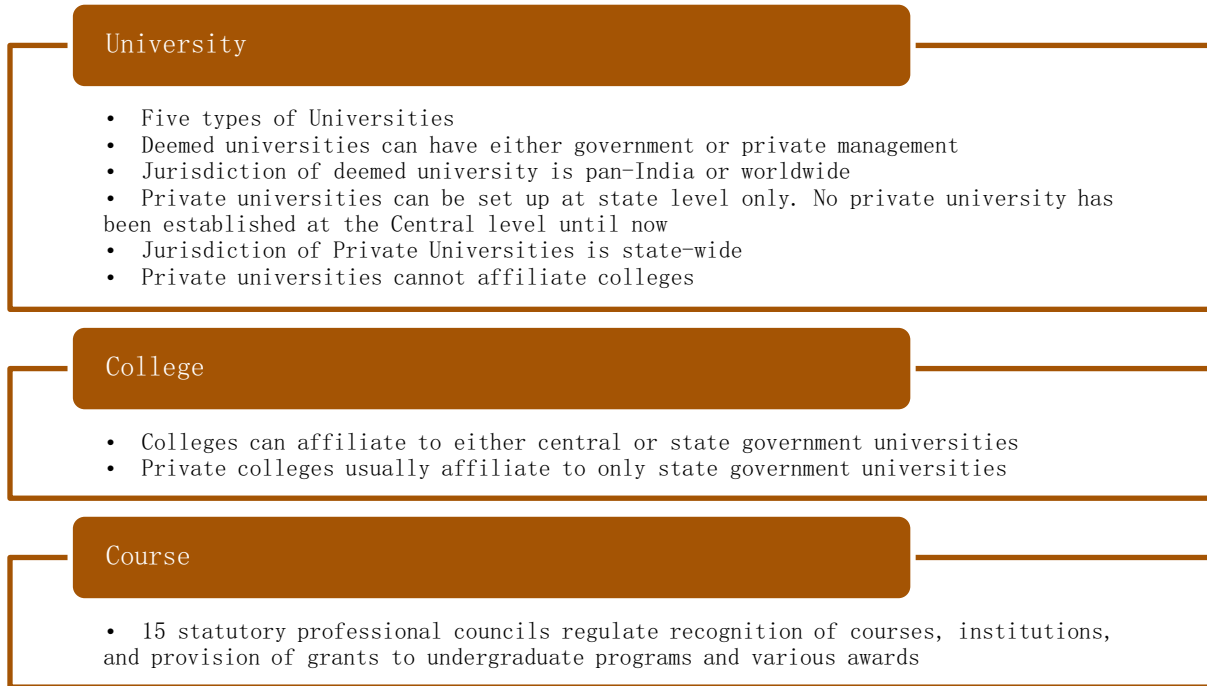 University
• Five types of Universities
• Deemed universities can have either government or private management
• Jurisdiction of deemed university is pan-India or worldwide
• Private universities can be set up at state level only. No private university has
been established at the Central level until now
• Jurisdiction of Private Universities is state-wide
• Private universities cannot affiliate colleges
College
• Colleges can affiliate to either central or state government universities
• Private colleges usually affiliate to only state government universities
Course
• 15 statutory professional councils regulate recognition of courses, institutions,
and provision of grants to undergraduate programs and various awards